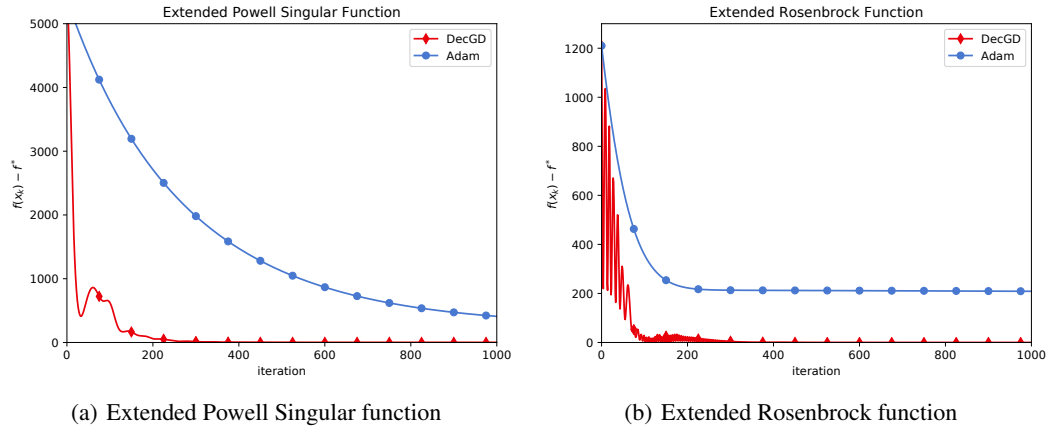 Extended Powell Singular Function
5000
4000
3000
2000
1000
0
f(x_k) − f*
0 200 400 600 800 1000
iteration
DecGD
Adam
(a) Extended Powell Singular function
Extended Rosenbrock Function
1200
1000
800
600
400
200
0
f(x_k) − f*
0 200 400 600 800 1000
iteration
DecGD
Adam
(b) Extended Rosenbrock function